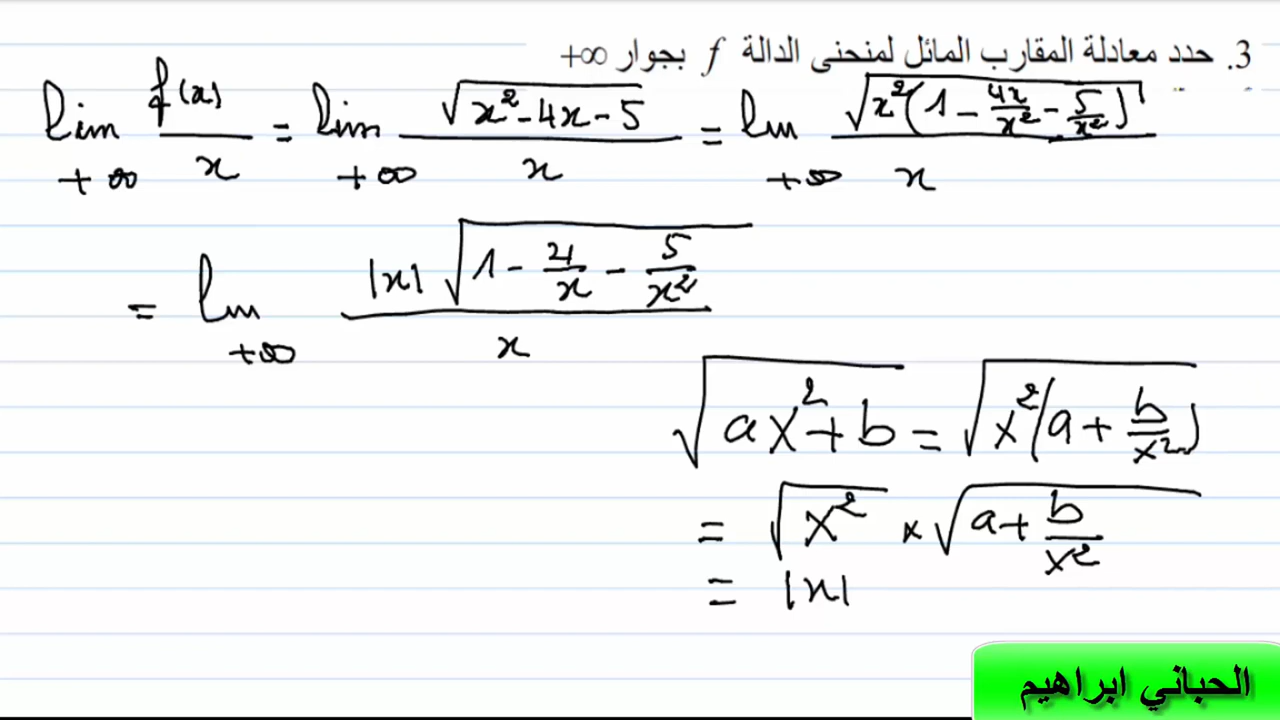 3. حدد معادلة المقارب المائل لمنحنى الدالة f بجوار +∞
lim +∞ f(x)/x = lim +∞ √(x²-4x-5)/x = lim +∞ √(x²(1-4x/x²-5/x²))/x
= lim +∞ |x|√(1-4/x-5/x²)/x
√(ax²+b) = √(x²(a+b/x²))
= √(x²) × √(a+b/x²)
= |x|
الحباني ابراهيم